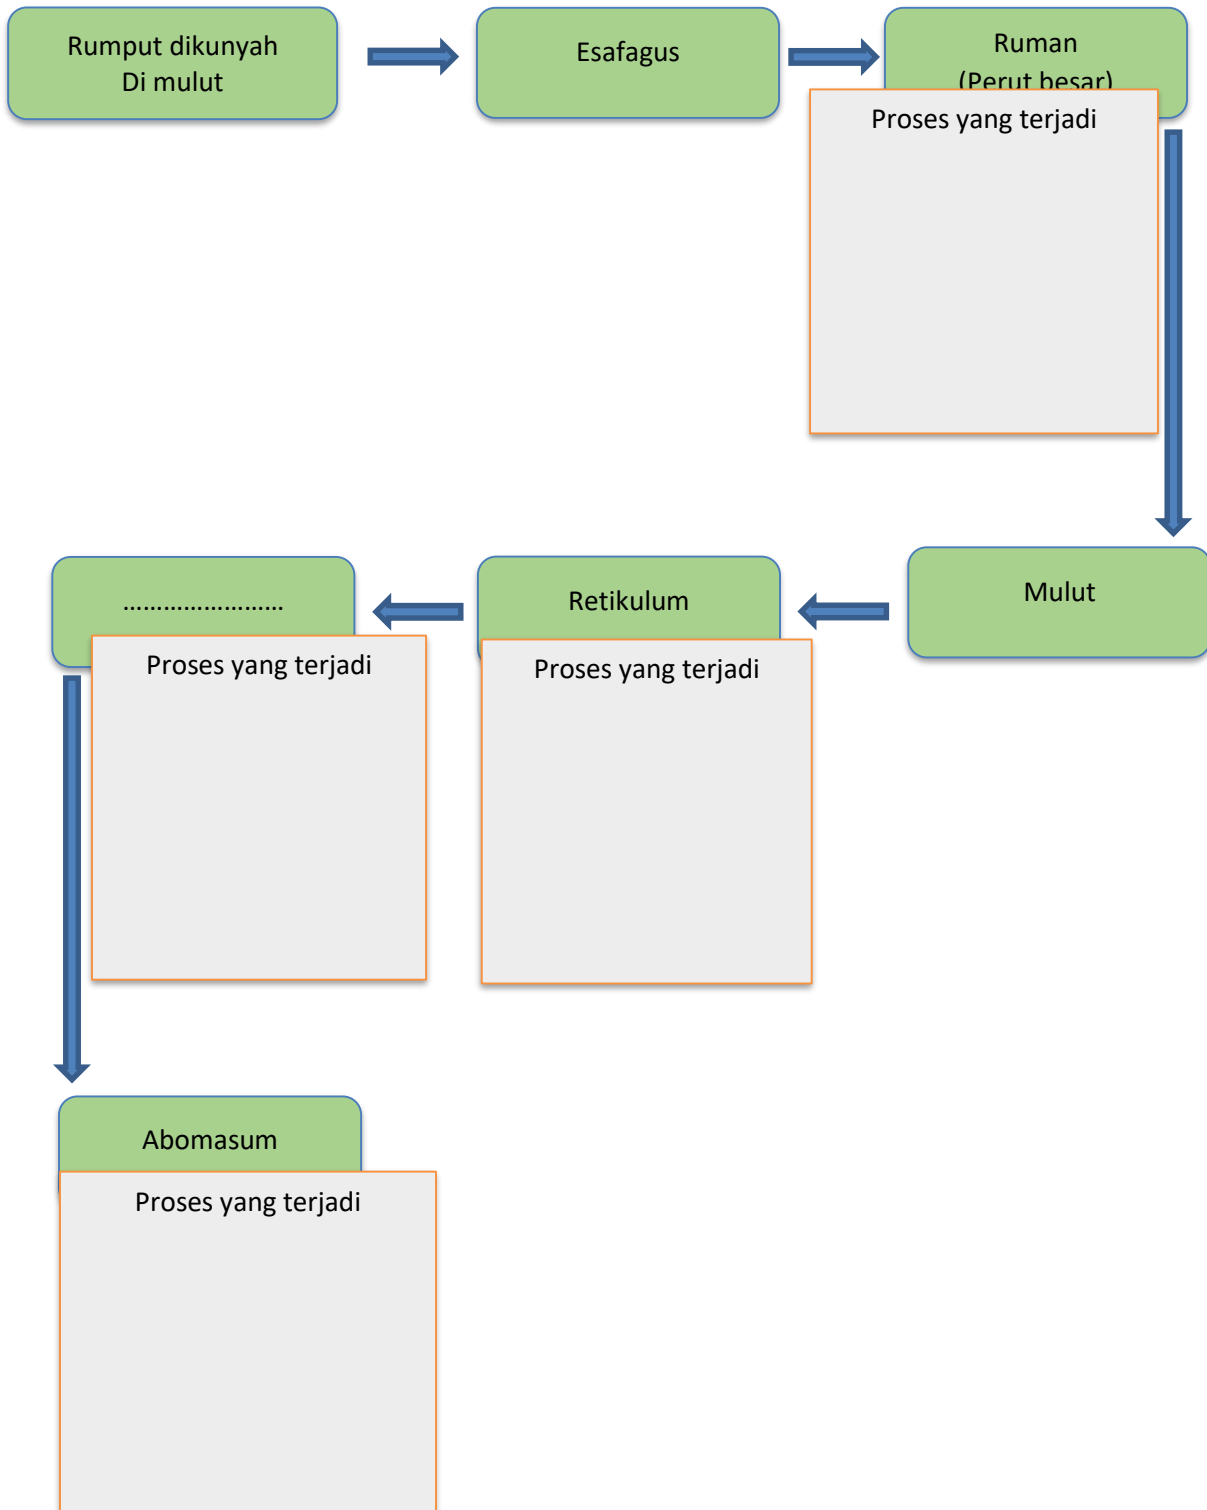 Rumput dikunyah
Di mulut
Esafagus
Ruman
(Perut besar)
Proses yang terjadi
Mulut
Retikulum
Proses yang terjadi
........................
Proses yang terjadi
Abomasum
Proses yang terjadi